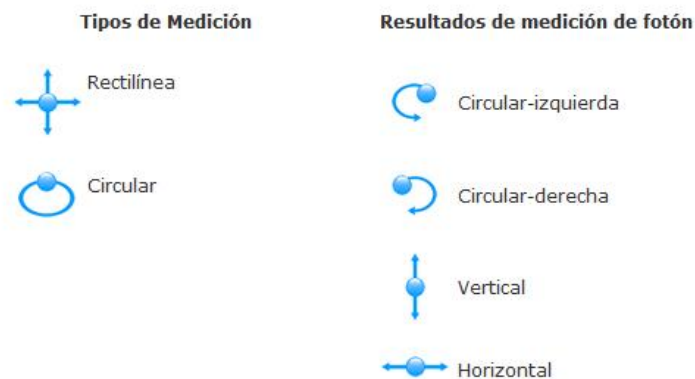 Tipos de Medición
Rectilínea
Circular
Resultados de medición de fotón
Circular-izquierda
Circular-derecha
Vertical
Horizontal